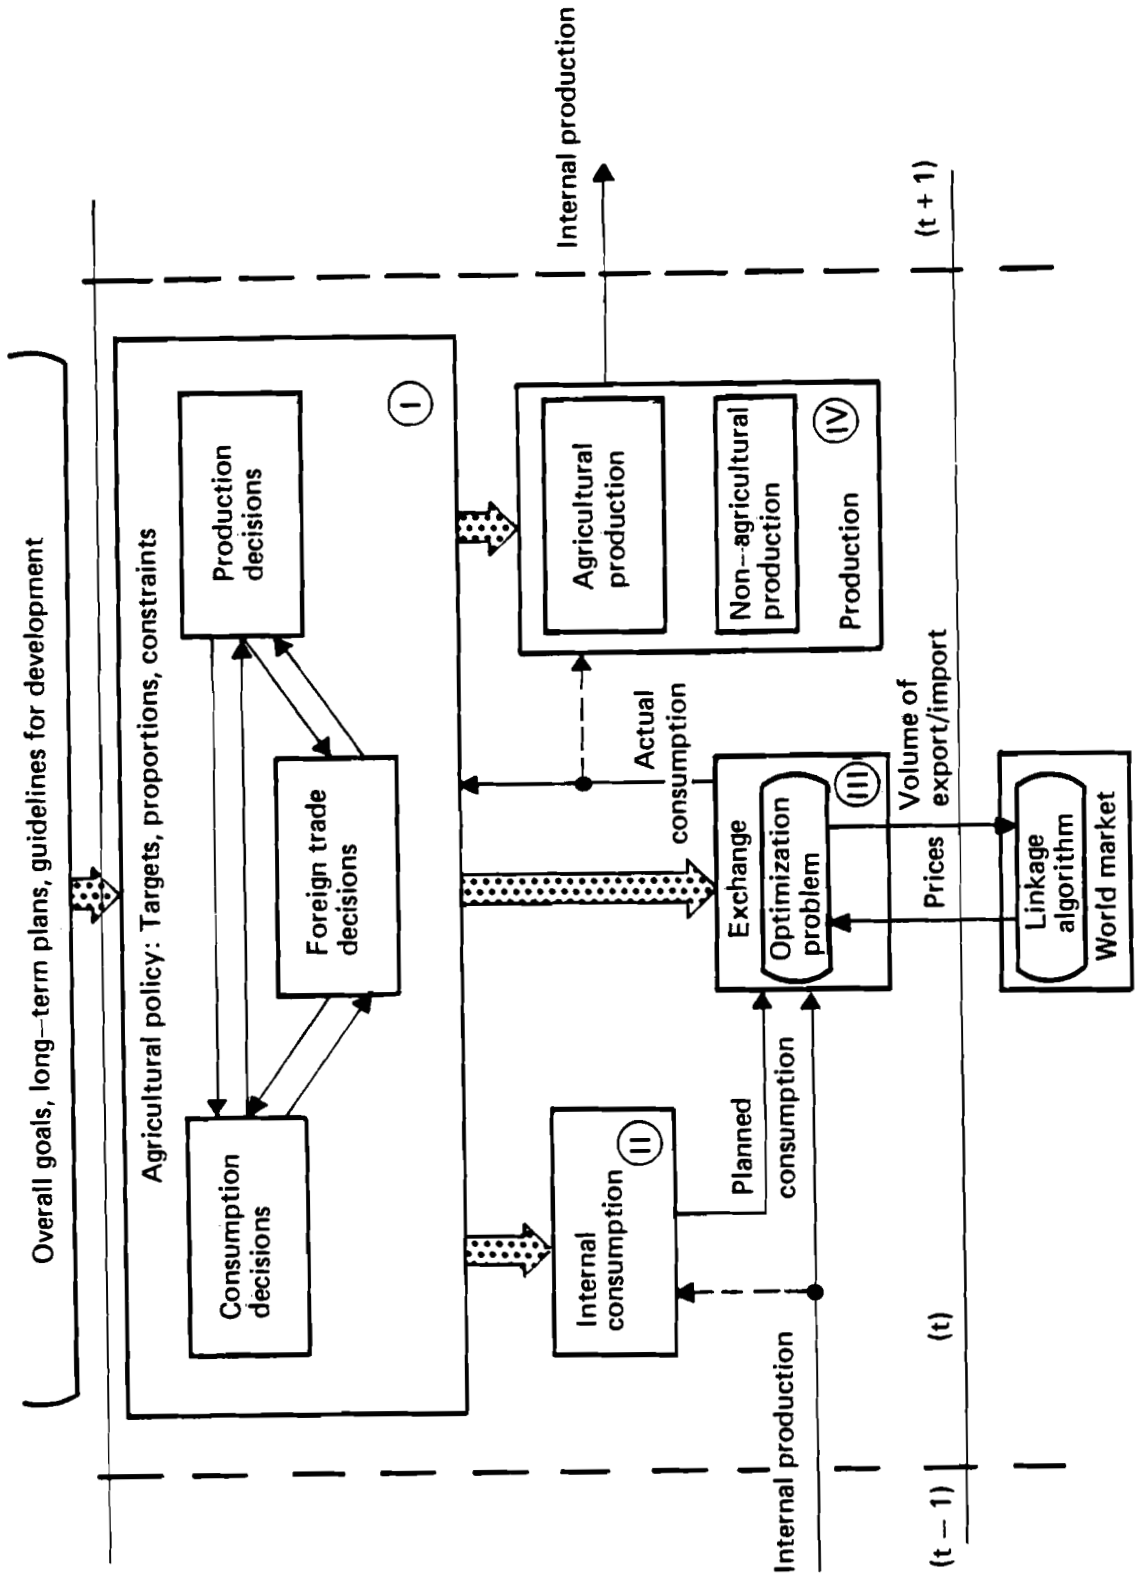 Overall goals, long—term plans, guidelines for development
Agricultural policy: Targets, proportions, constraints
Consumption
decisions
Foreign trade
decisions
Production
decisions
I
Internal
consumption
II
Planned
consumption
Exchange
Optimization
problem
III
Actual
consumption
Agricultural
production
Non—agricultural
production
Production
IV
Internal production
Internal production
Prices
Volume of
export/import
(t — 1)
(t)
(t + 1)
Linkage
algorithm
World market